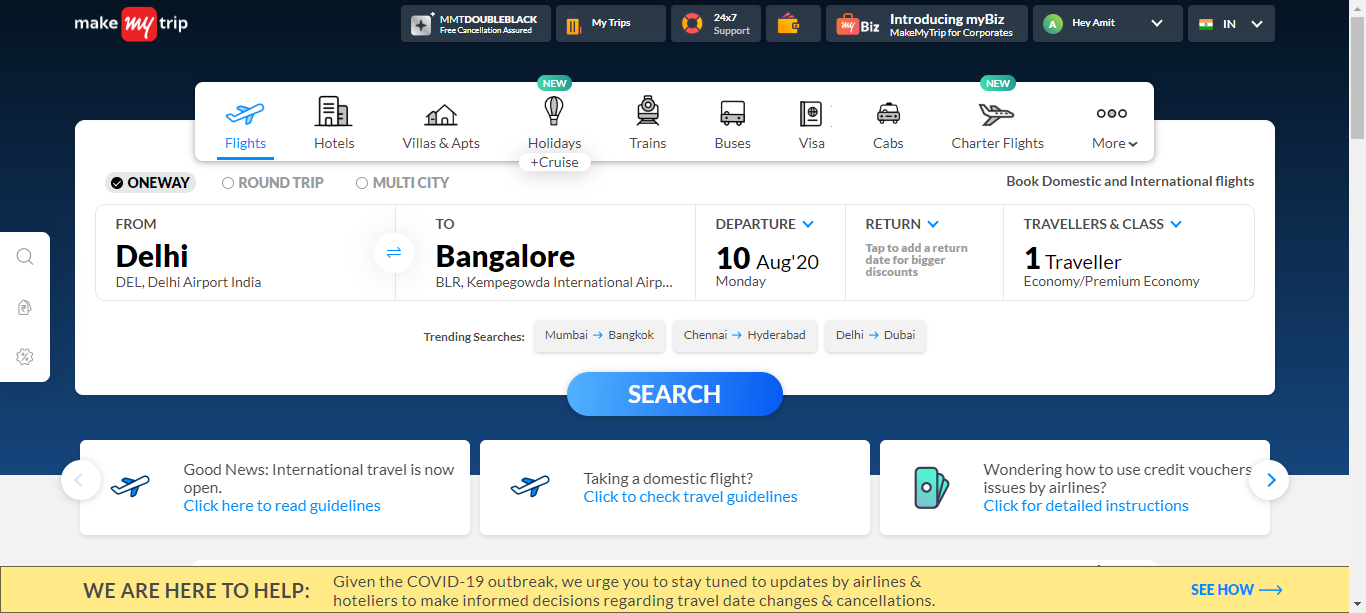 make my trip
MMTDOUBLEBLACK
Free Cancellation Assured
My Trips
24x7
Support
my Biz
Introducing myBiz
MakeMyTrip for Corporates
A
Hey Amit
IN
NEW
NEW
Flights
Hotels
Villas & Apts
Holidays
Trains
Buses
Visa
Cabs
Charter Flights
More
+Cruise
ONEWAY
ROUND TRIP
MULTI CITY
Book Domestic and International flights
FROM
Delhi
DEL, Delhi Airport India
TO
Bangalore
BLR, Kempegowda International Airp...
DEPARTURE
10 Aug'20
Monday
RETURN
Tap to add a return
date for bigger
discounts
TRAVELLERS & CLASS
1 Traveller
Economy/Premium Economy
Trending Searches:
Mumbai → Bangkok
Chennai → Hyderabad
Delhi → Dubai
SEARCH
Good News: International travel is now
open.
Click here to read guidelines
Taking a domestic flight?
Click to check travel guidelines
Wondering how to use credit vouchers
issues by airlines?
Click for detailed instructions
WE ARE HERE TO HELP:
Given the COVID-19 outbreak, we urge you to stay tuned to updates by airlines &
hoteliers to make informed decisions regarding travel date changes & cancellations.
SEE HOW